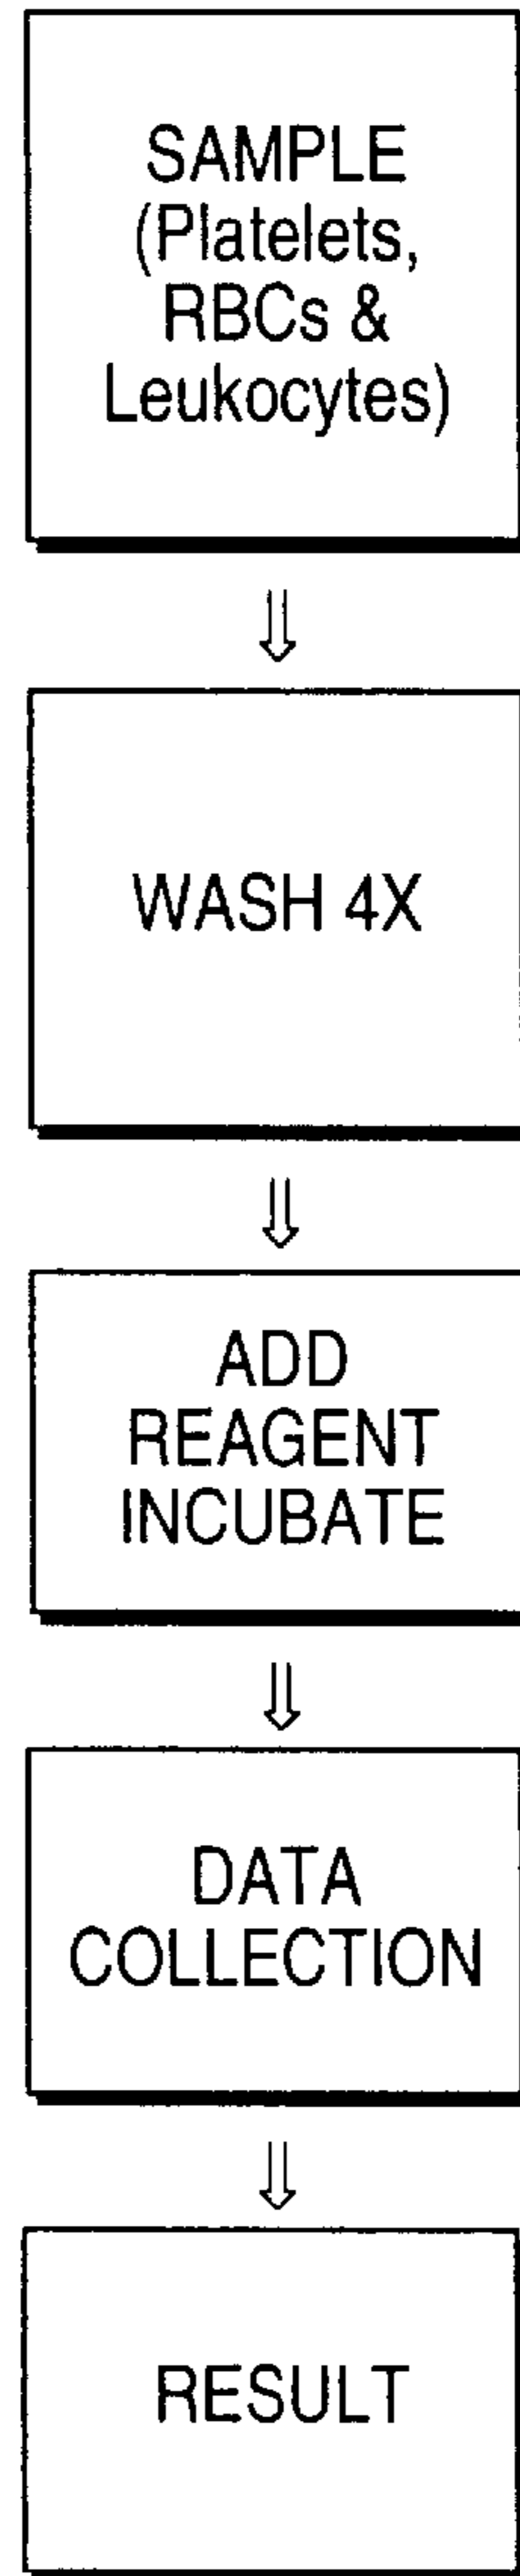 SAMPLE
(Platelets,
RBCs &
Leukocytes)
WASH 4X
ADD
REAGENT
INCUBATE
DATA
COLLECTION
RESULT